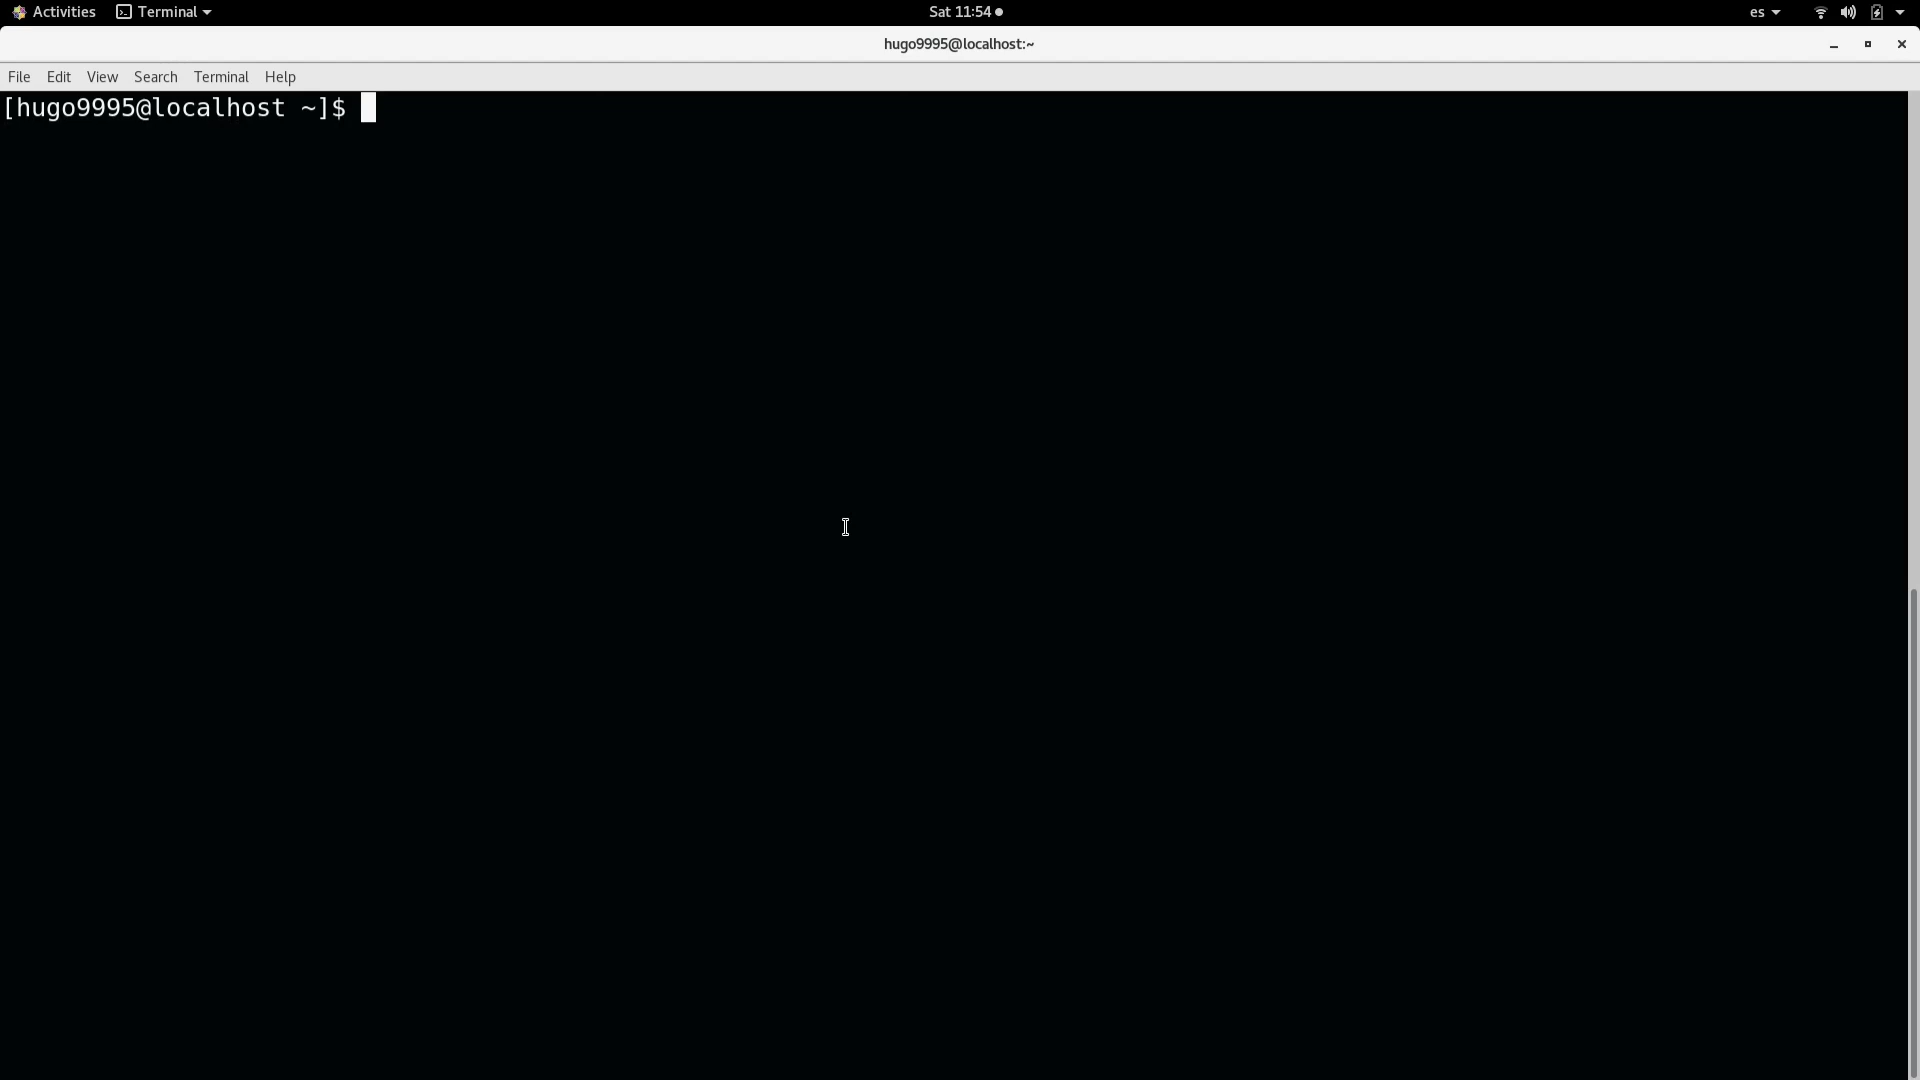 Activities Terminal Sat 11:54 es
hugo9995@localhost:~
File Edit View Search Terminal Help
[hugo9995@localhost ~]$